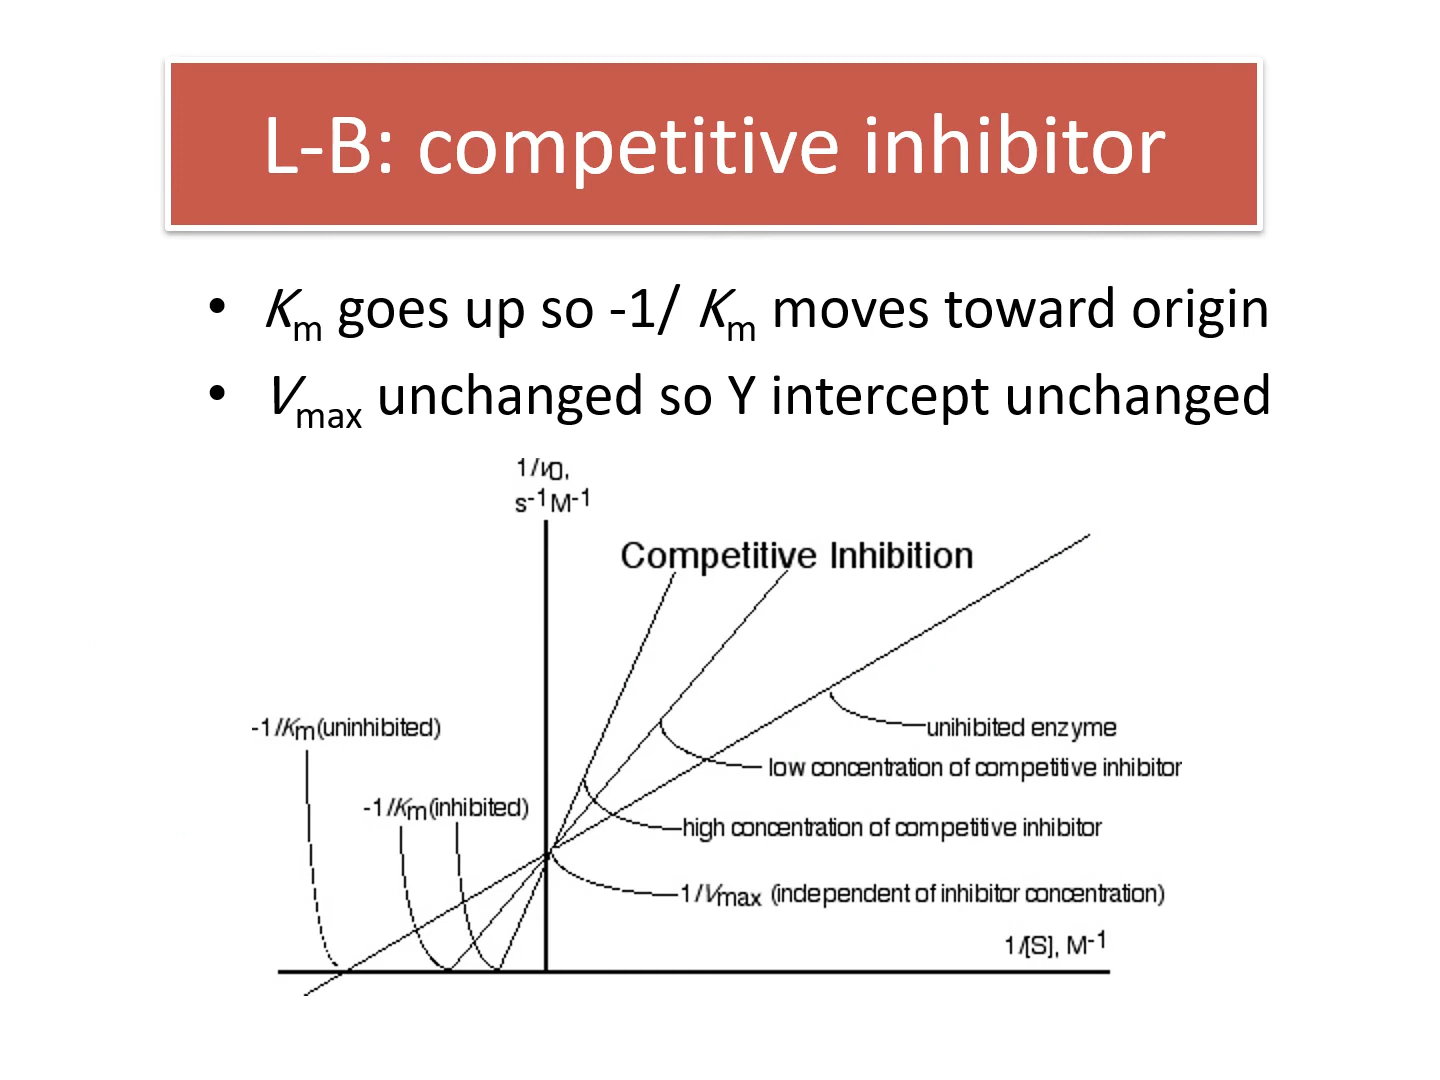 L-B: competitive inhibitor
• Km goes up so -1/ Km moves toward origin
• Vmax unchanged so Y intercept unchanged
1/v0,
s-1M-1
Competitive Inhibition
-1/Km(uninhibited)
unihibited enzyme
low concentration of competitive inhibitor
-1/Km(inhibited)
high concentration of competitive inhibitor
1/Vmax (independent of inhibitor concentration)
1/[S], M-1